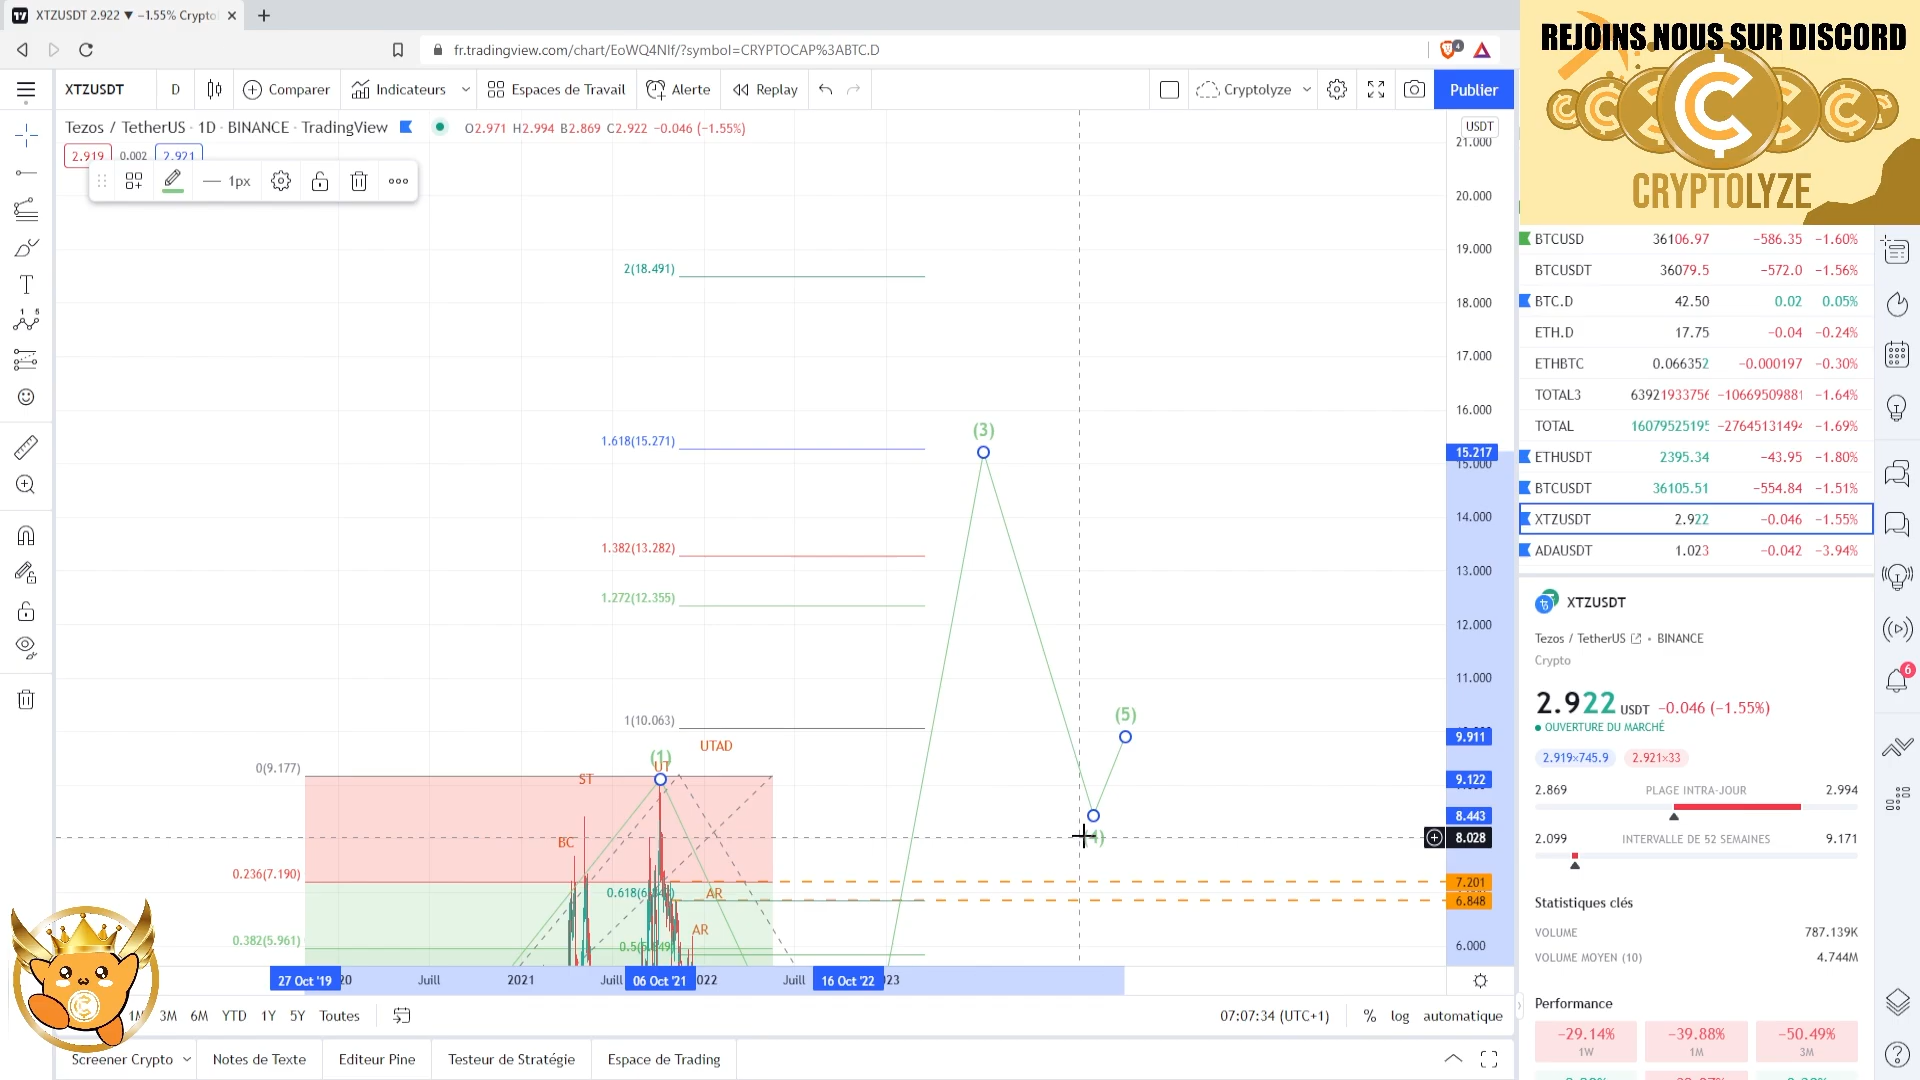 XTZUSDT 2.922 ▼ −1.55% Crypto
fr.tradingview.com/chart/EoWQ4NIf/?symbol=CRYPTOCAP%3ABTC.D
4
REJOINS NOUS SUR DISCORD
CRYPTOLYZE
XTZUSDT D Comparer Indicateurs Espaces de Travail Alerte Replay Cryptolyze Publier
Tezos / TetherUS · 1D · BINANCE · TradingView O2.971 H2.994 B2.869 C2.922 −0.046 (−1.55%)
2.919 0.002 2.921
1px
USDT
21.000
20.000
19.000
18.000
17.000
16.000
15.217
15.000
14.000
13.000
12.000
11.000
9.911
9.122
8.443
8.028
7.201
6.848
6.000
2(18.491)
1.618(15.271)
1.382(13.282)
1.272(12.355)
1(10.063)
0(9.177)
0.236(7.190)
0.382(5.961)
(3)
(5)
(1)
UTAD
UT
ST
BC
AR
AR
27 Oct '19 20 Juill 2021 Juill 06 Oct '21 022 Juill 16 Oct '22 23
3M 6M YTD 1Y 5Y Toutes
07:07:34 (UTC+1) % log automatique
Screener Crypto Notes de Texte Editeur Pine Testeur de Stratégie Espace de Trading
BTCUSD 36106.97 −586.35 −1.60%
BTCUSDT 36079.5 −572.0 −1.56%
BTC.D 42.50 0.02 0.05%
ETH.D 17.75 −0.04 −0.24%
ETHBTC 0.066352 −0.000197 −0.30%
TOTAL3 63921933756 −10669509881 −1.64%
TOTAL 16079525195 −27645131494 −1.69%
ETHUSDT 2395.34 −43.95 −1.80%
BTCUSDT 36105.51 −554.84 −1.51%
XTZUSDT 2.922 −0.046 −1.55%
ADAUSDT 1.023 −0.042 −3.94%
XTZUSDT
Tezos / TetherUS • BINANCE
Crypto
2.922 USDT −0.046 (−1.55%)
OUVERTURE DU MARCHÉ
2.919×745.9 2.921×33
2.869 PLAGE INTRA-JOUR 2.994
2.099 INTERVALLE DE 52 SEMAINES 9.171
Statistiques clés
VOLUME 787.139K
VOLUME MOYEN (10) 4.744M
Performance
−29.14% −39.88% −50.49%
1W 1M 3M
6